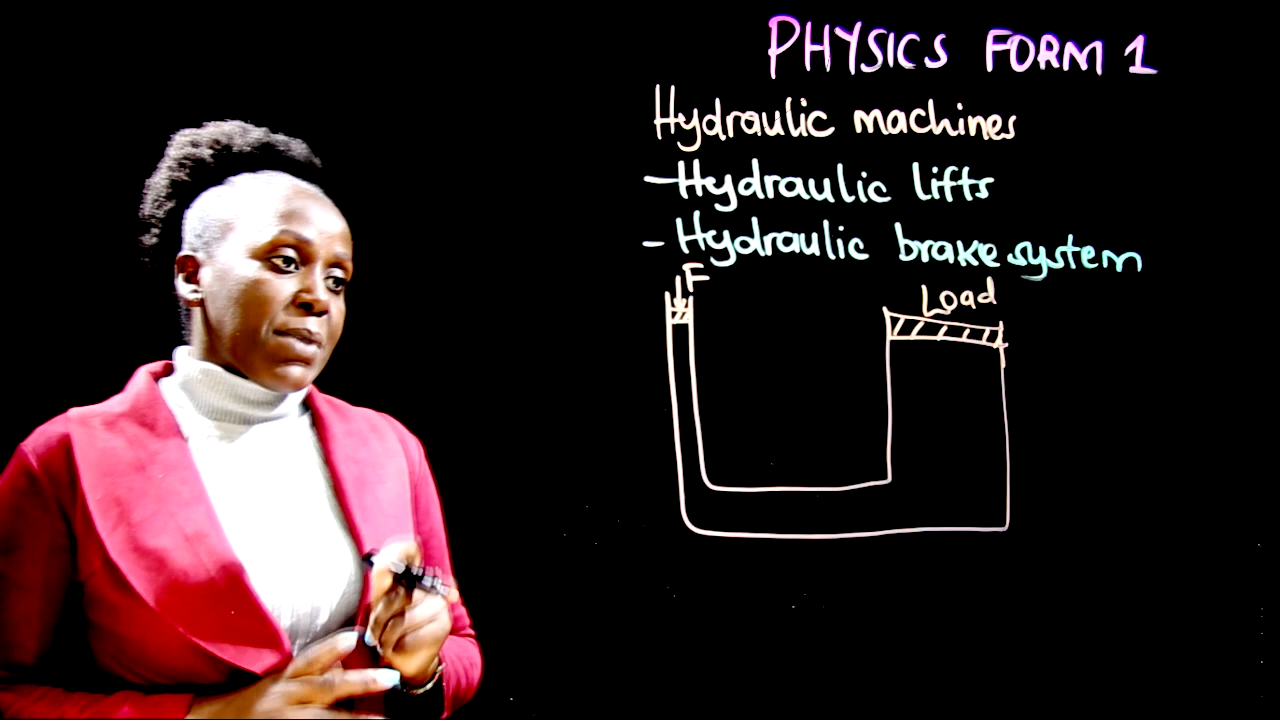 PHYSICS FORM 1
Hydraulic machines
- Hydraulic lifts
- Hydraulic brake system
F
Load